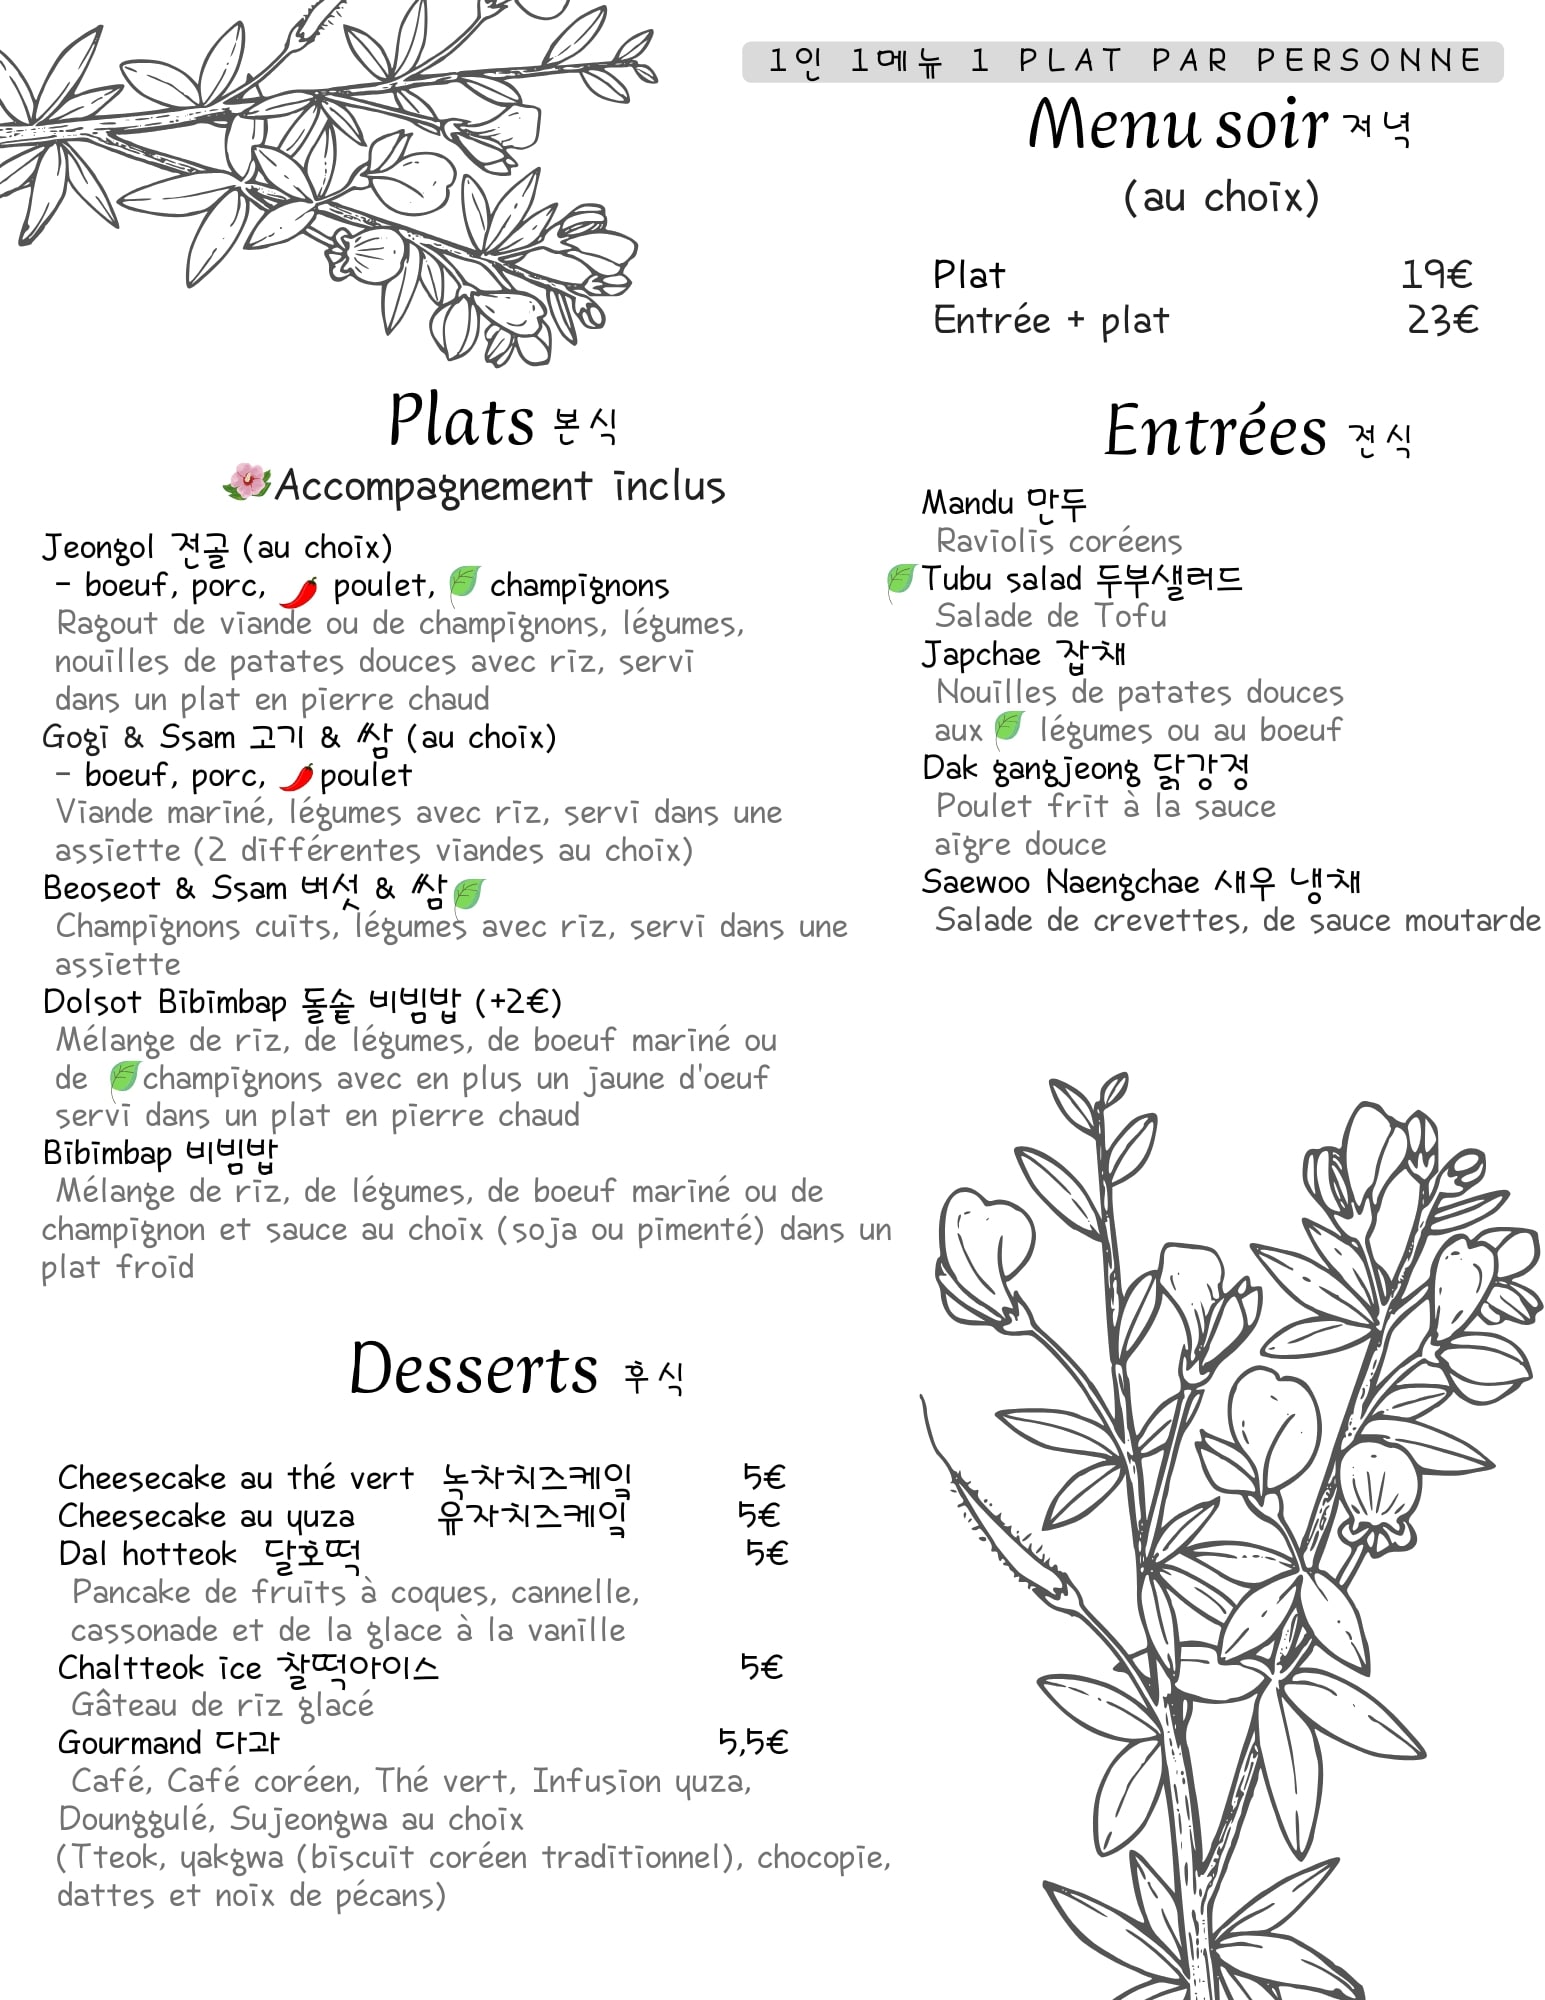 1인 1메뉴 1 PLAT PAR PERSONNE
Menu soir 저녁
(au choix)
Plat 19€
Entrée + plat 23€
Plats 본식
Accompagnement inclus
Jeongol 전골 (au choix)
- boeuf, porc, poulet, champignons
Ragout de viande ou de champignons, légumes,
nouilles de patates douces avec riz, servi
dans un plat en pierre chaud
Gogi & Ssam 고기 & 쌈 (au choix)
- boeuf, porc, poulet
Viande mariné, légumes avec riz, servi dans une
assiette (2 différentes viandes au choix)
Beoseot & Ssam 버섯 & 쌈
Champignons cuits, légumes avec riz, servi dans une
assiette
Dolsot Bibimbap 돌솥 비빔밥 (+2€)
Mélange de riz, de légumes, de boeuf mariné ou
de champignons avec en plus un jaune d'oeuf
servi dans un plat en pierre chaud
Bibimbap 비빔밥
Mélange de riz, de légumes, de boeuf mariné ou de
champignon et sauce au choix (soja ou pimenté) dans un
plat froid
Entrées 전식
Mandu 만두
Raviolis coréens
Tubu salad 두부샐러드
Salade de Tofu
Japchae 잡채
Nouilles de patates douces
aux légumes ou au boeuf
Dak gangjeong 닭강정
Poulet frit à la sauce
aigre douce
Saewoo Naengchae 새우 냉채
Salade de crevettes, de sauce moutarde
Desserts 후식
Cheesecake au thé vert 녹차치즈케잌 5€
Cheesecake au yuza 유자치즈케잌 5€
Dal hotteok 달호떡 5€
Pancake de fruits à coques, cannelle,
cassonade et de la glace à la vanille
Chaltteok ice 찰떡아이스 5€
Gâteau de riz glacé
Gourmand 다과 5,5€
Café, Café coréen, Thé vert, Infusion yuza,
Dounggulé, Sujeongwa au choix
(Tteok, yakgwa (biscuit coréen traditionnel), chocopie,
dattes et noix de pécans)